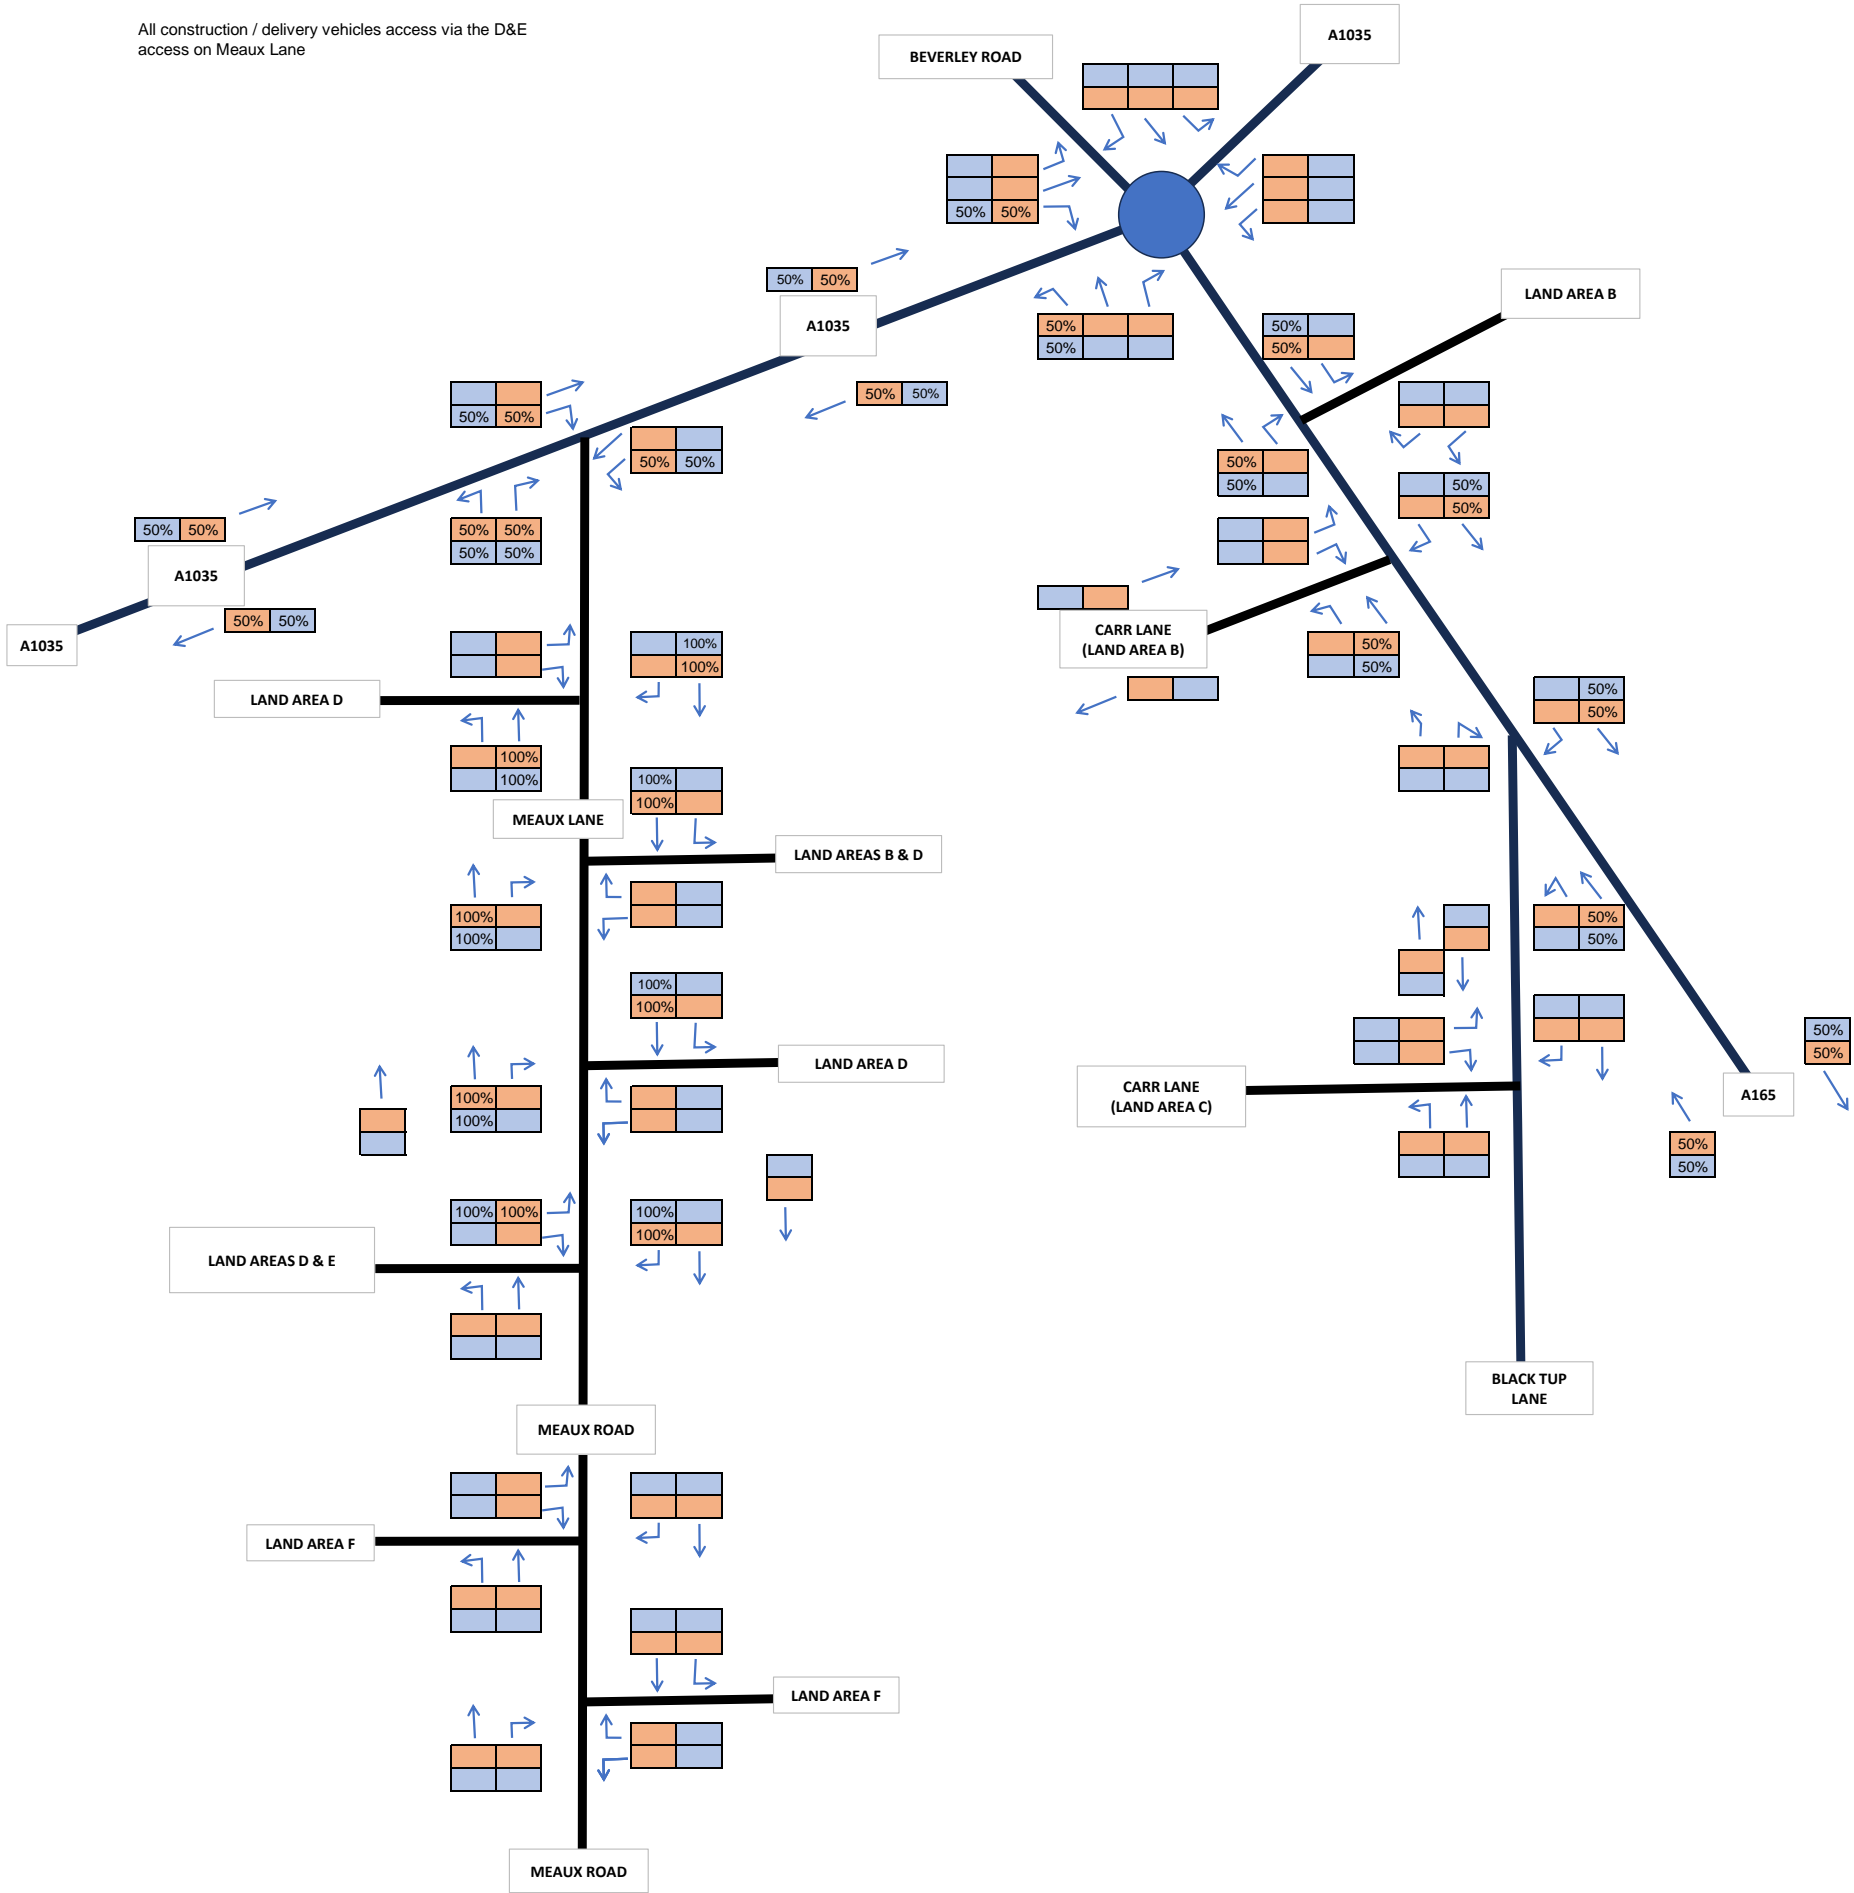 All construction / delivery vehicles access via the D&E
access on Meaux Lane
A1035
BEVERLEY ROAD
50% 50%
50% 50%
LAND AREA B
A1035
50%
50%
50%
50%
50% 50%
50% 50%
50% 50%
50%
50%
50%
50%
50% 50%
50% 50%
50% 50%
A1035
50% 50%
A1035
CARR LANE
(LAND AREA B)
50%
50%
100%
100%
LAND AREA D
50%
50%
100%
100%
100%
100%
MEAUX LANE
LAND AREAS B & D
100%
100%
50%
50%
100%
100%
LAND AREA D
100%
100%
50%
50%
CARR LANE
(LAND AREA C)
A165
50%
50%
100% 100%
100%
100%
LAND AREAS D & E
BLACK TUP
LANE
MEAUX ROAD
LAND AREA F
LAND AREA F
MEAUX ROAD